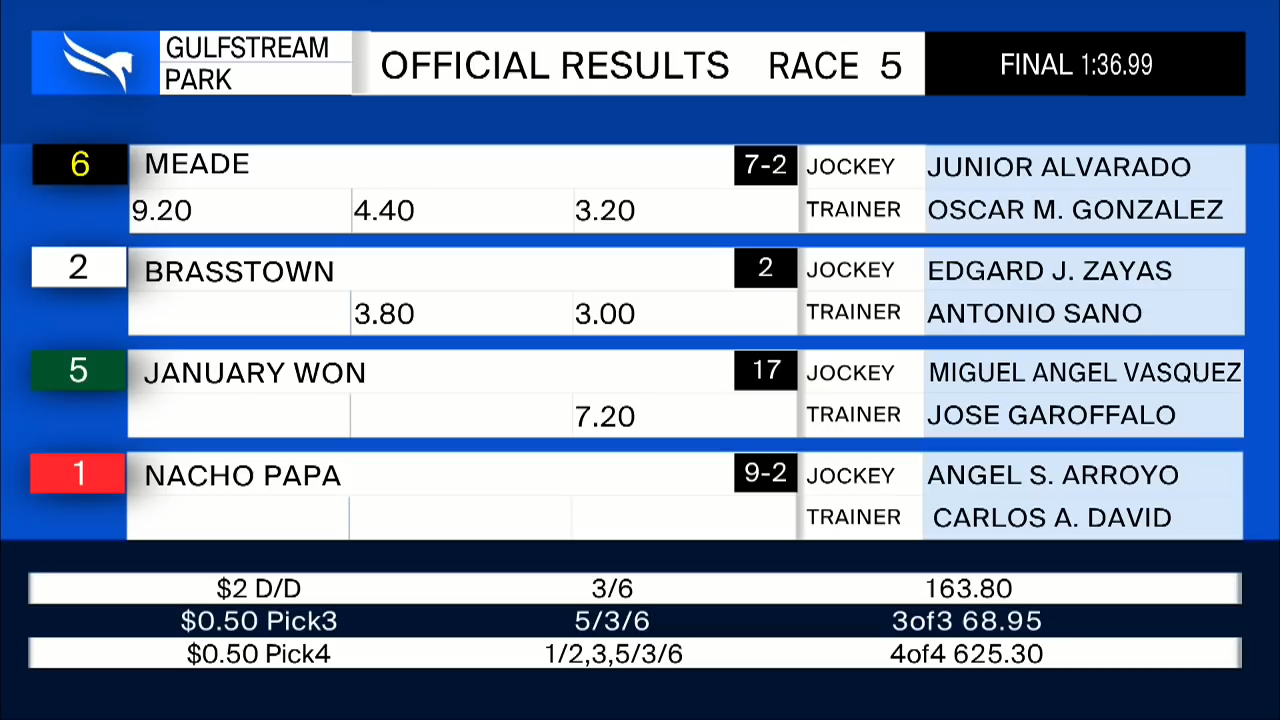 GULFSTREAM
PARK
OFFICIAL RESULTS RACE 5
FINAL 1:36.99
6 MEADE 7-2 JOCKEY JUNIOR ALVARADO
9.20 4.40 3.20 TRAINER OSCAR M. GONZALEZ
2 BRASSTOWN 2 JOCKEY EDGARD J. ZAYAS
3.80 3.00 TRAINER ANTONIO SANO
5 JANUARY WON 17 JOCKEY MIGUEL ANGEL VASQUEZ
7.20 TRAINER JOSE GAROFFALO
1 NACHO PAPA 9-2 JOCKEY ANGEL S. ARROYO
TRAINER CARLOS A. DAVID
$2 D/D 3/6 163.80
$0.50 Pick3 5/3/6 3of3 68.95
$0.50 Pick4 1/2,3,5/3/6 4of4 625.30